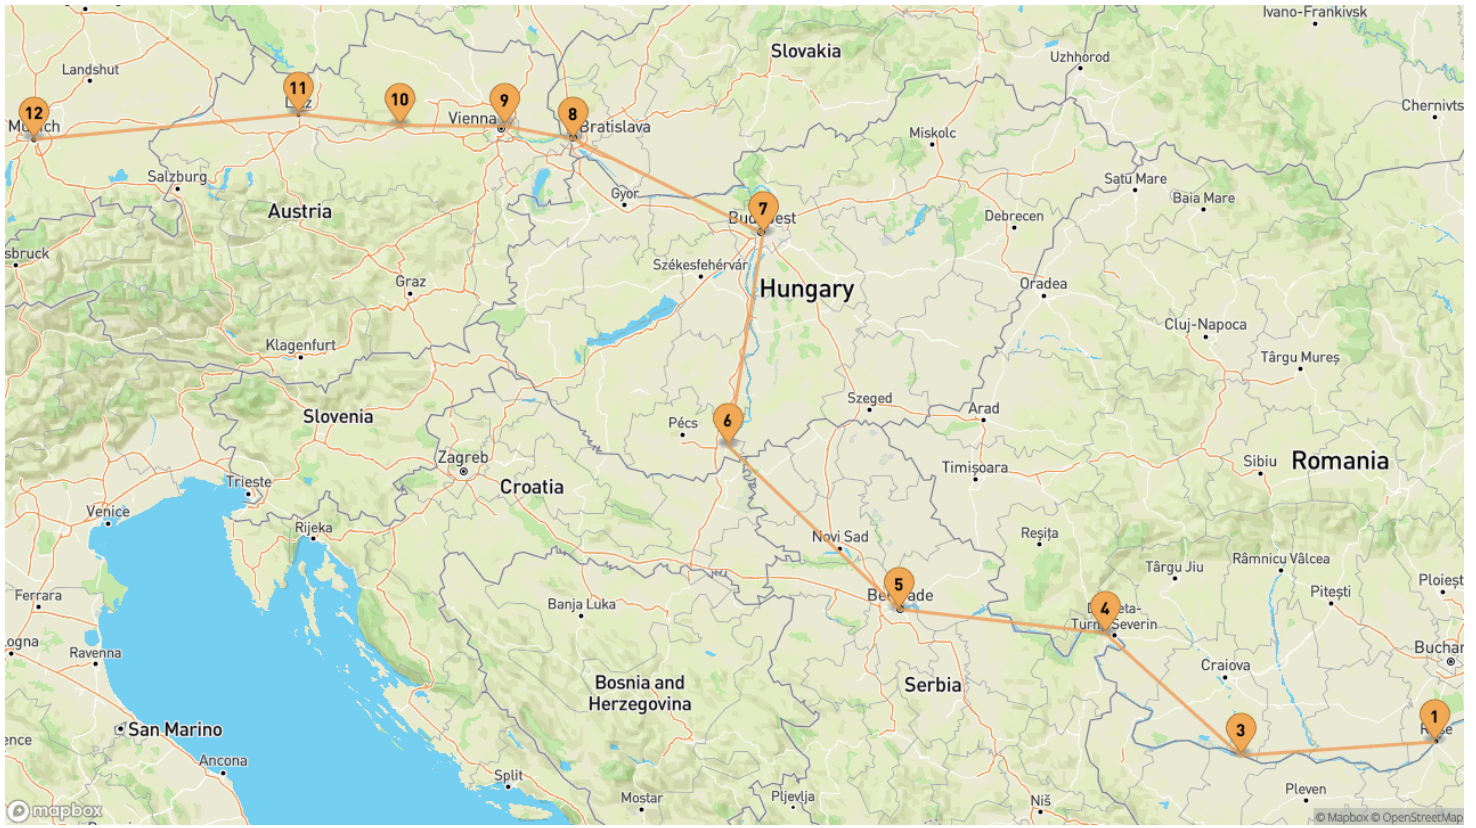 Ivano-Frankivsk
Slovakia
Uzhhorod
Landshut
11
Chernivts
12
10
9
8
Vienna
Bratislava
Miskolc
Salzburg
Satu Mare
Baia Mare
Gyor
7
Austria
Debrecen
sbruck
Székesfehérvár
Graz
Hungary
Oradea
Cluj-Napoca
Klagenfurt
Târgu Mureș
Szeged
Slovenia
Arad
6
Pécs
Zagreb
Timișoara
Sibiu
Romania
Trieste
Croatia
Venice
Rijeka
Novi Sad
Reșița
Râmnicu Vâlcea
Târgu Jiu
Ploiești
5
Ferrara
Banja Luka
Pitești
4
Turnu Severin
ologna
Ravenna
Buchar
Craiova
Bosnia and
Herzegovina
Serbia
1
San Marino
3
ence
Ancona
Split
Mostar
Pljevlja
Niš
Pleven
mapbox
© Mapbox © OpenStreetMap